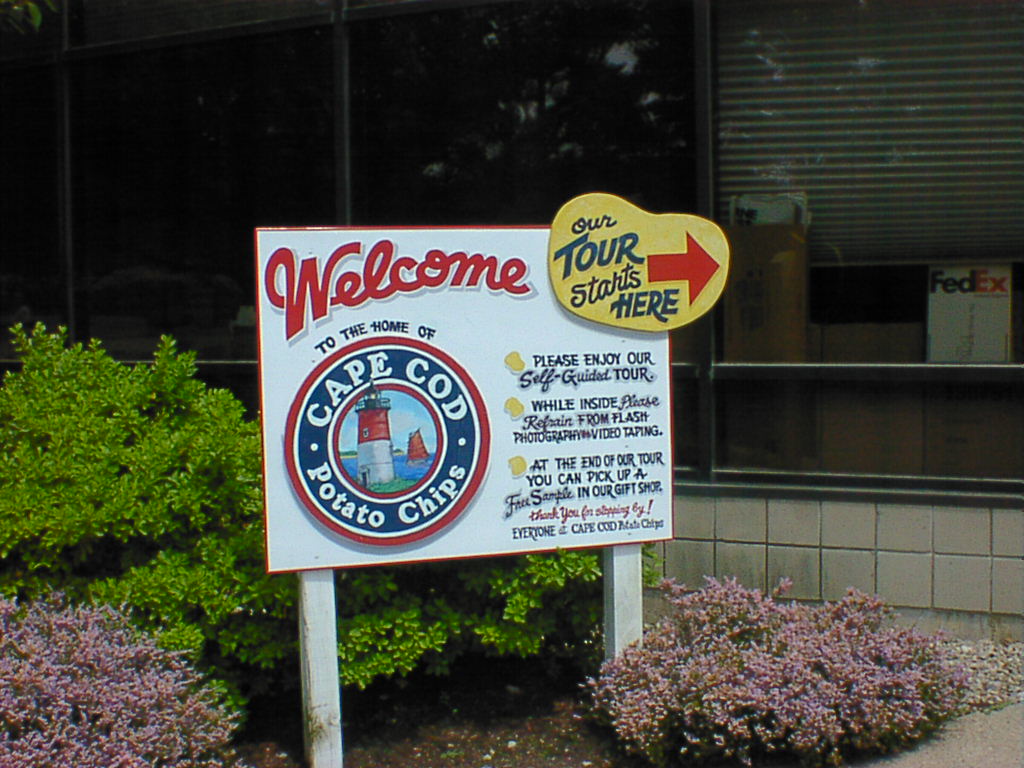 Welcome
TO THE HOME OF
CAPE COD
Potato Chips
our
TOUR
starts
HERE
PLEASE ENJOY OUR
Self-Guided TOUR.
WHILE INSIDE Please
Refrain FROM FLASH
PHOTOGRAPHY VIDEO TAPING.
AT THE END OF OUR TOUR
YOU CAN PICK UP A
Free Sample IN OUR GIFT SHOP.
thank You for stopping by!
EVERYONE at CAPE COD Potato Chips
FedEx